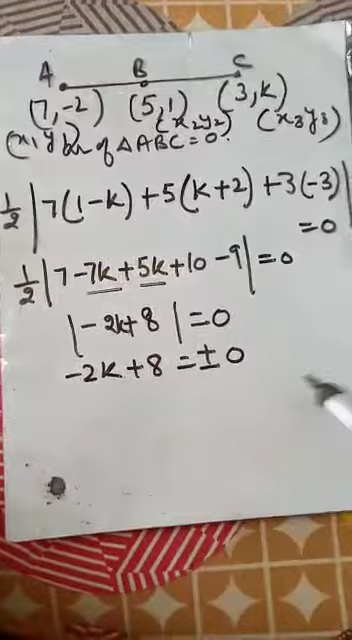 A B C
(7,-2) (5,1) (3,k)
(x₁y₁) (x₂y₂) (x₃y₃)
of △ABC=0.
1/2 |7(1-k)+5(k+2)+3(-3)|
=0
1/2 |7-7k+5k+10-9|=0
|-2k+8|=0
-2k+8=±0